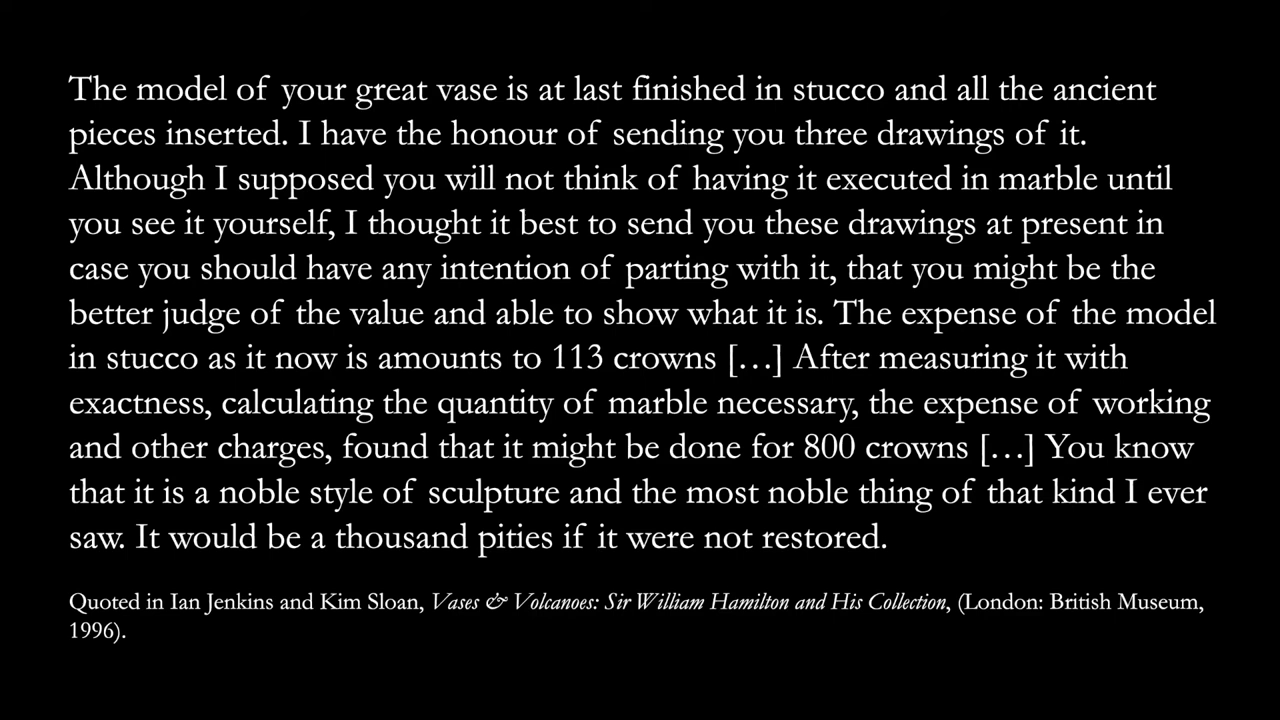 The model of your great vase is at last finished in stucco and all the ancient
pieces inserted. I have the honour of sending you three drawings of it.
Although I supposed you will not think of having it executed in marble until
you see it yourself, I thought it best to send you these drawings at present in
case you should have any intention of parting with it, that you might be the
better judge of the value and able to show what it is. The expense of the model
in stucco as it now is amounts to 113 crowns […] After measuring it with
exactness, calculating the quantity of marble necessary, the expense of working
and other charges, found that it might be done for 800 crowns […] You know
that it is a noble style of sculpture and the most noble thing of that kind I ever
saw. It would be a thousand pities if it were not restored.
Quoted in Ian Jenkins and Kim Sloan, Vases & Volcanoes: Sir William Hamilton and His Collection, (London: British Museum,
1996).